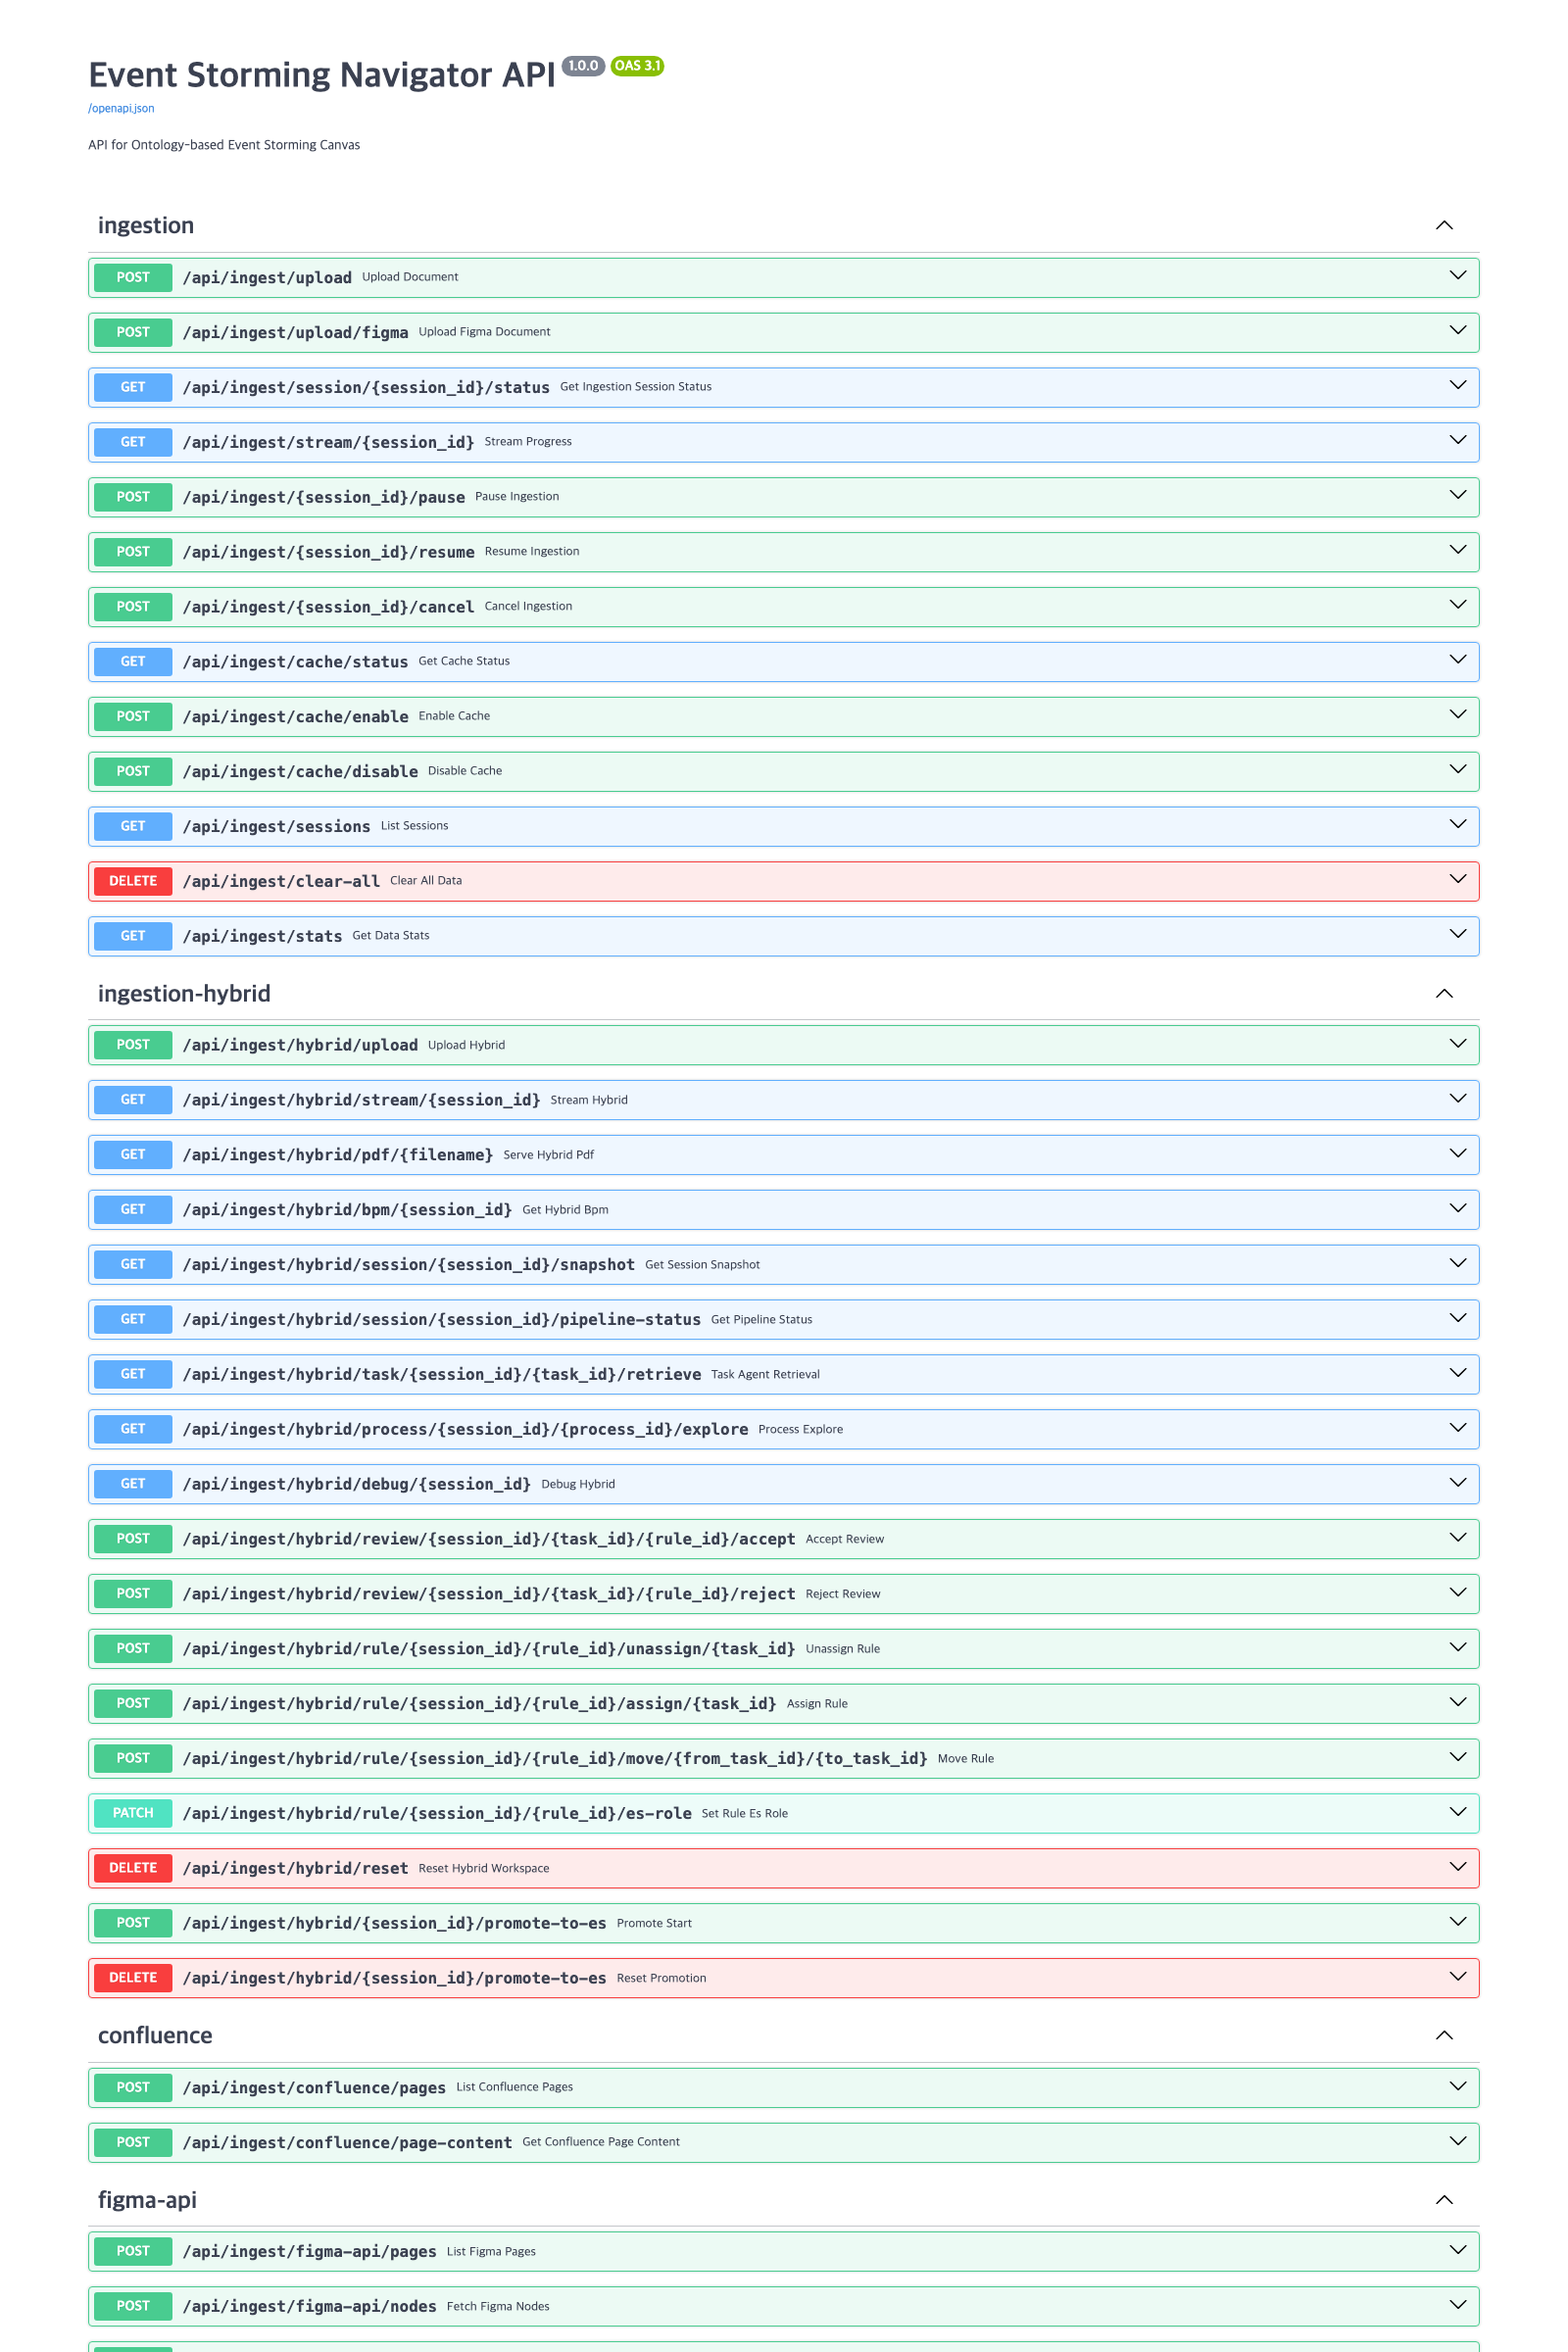 Event Storming Navigator API 1.0.0 OAS 3.1
/openapi.json
API for Ontology-based Event Storming Canvas
ingestion
POST /api/ingest/upload Upload Document
POST /api/ingest/upload/figma Upload Figma Document
GET /api/ingest/session/{session_id}/status Get Ingestion Session Status
GET /api/ingest/stream/{session_id} Stream Progress
POST /api/ingest/{session_id}/pause Pause Ingestion
POST /api/ingest/{session_id}/resume Resume Ingestion
POST /api/ingest/{session_id}/cancel Cancel Ingestion
GET /api/ingest/cache/status Get Cache Status
POST /api/ingest/cache/enable Enable Cache
POST /api/ingest/cache/disable Disable Cache
GET /api/ingest/sessions List Sessions
DELETE /api/ingest/clear-all Clear All Data
GET /api/ingest/stats Get Data Stats
ingestion-hybrid
POST /api/ingest/hybrid/upload Upload Hybrid
GET /api/ingest/hybrid/stream/{session_id} Stream Hybrid
GET /api/ingest/hybrid/pdf/{filename} Serve Hybrid Pdf
GET /api/ingest/hybrid/bpm/{session_id} Get Hybrid Bpm
GET /api/ingest/hybrid/session/{session_id}/snapshot Get Session Snapshot
GET /api/ingest/hybrid/session/{session_id}/pipeline-status Get Pipeline Status
GET /api/ingest/hybrid/task/{session_id}/{task_id}/retrieve Task Agent Retrieval
GET /api/ingest/hybrid/process/{session_id}/{process_id}/explore Process Explore
GET /api/ingest/hybrid/debug/{session_id} Debug Hybrid
POST /api/ingest/hybrid/review/{session_id}/{task_id}/{rule_id}/accept Accept Review
POST /api/ingest/hybrid/review/{session_id}/{task_id}/{rule_id}/reject Reject Review
POST /api/ingest/hybrid/rule/{session_id}/{rule_id}/unassign/{task_id} Unassign Rule
POST /api/ingest/hybrid/rule/{session_id}/{rule_id}/assign/{task_id} Assign Rule
POST /api/ingest/hybrid/rule/{session_id}/{rule_id}/move/{from_task_id}/{to_task_id} Move Rule
PATCH /api/ingest/hybrid/rule/{session_id}/{rule_id}/es-role Set Rule Es Role
DELETE /api/ingest/hybrid/reset Reset Hybrid Workspace
POST /api/ingest/hybrid/{session_id}/promote-to-es Promote Start
DELETE /api/ingest/hybrid/{session_id}/promote-to-es Reset Promotion
confluence
POST /api/ingest/confluence/pages List Confluence Pages
POST /api/ingest/confluence/page-content Get Confluence Page Content
figma-api
POST /api/ingest/figma-api/pages List Figma Pages
POST /api/ingest/figma-api/nodes Fetch Figma Nodes